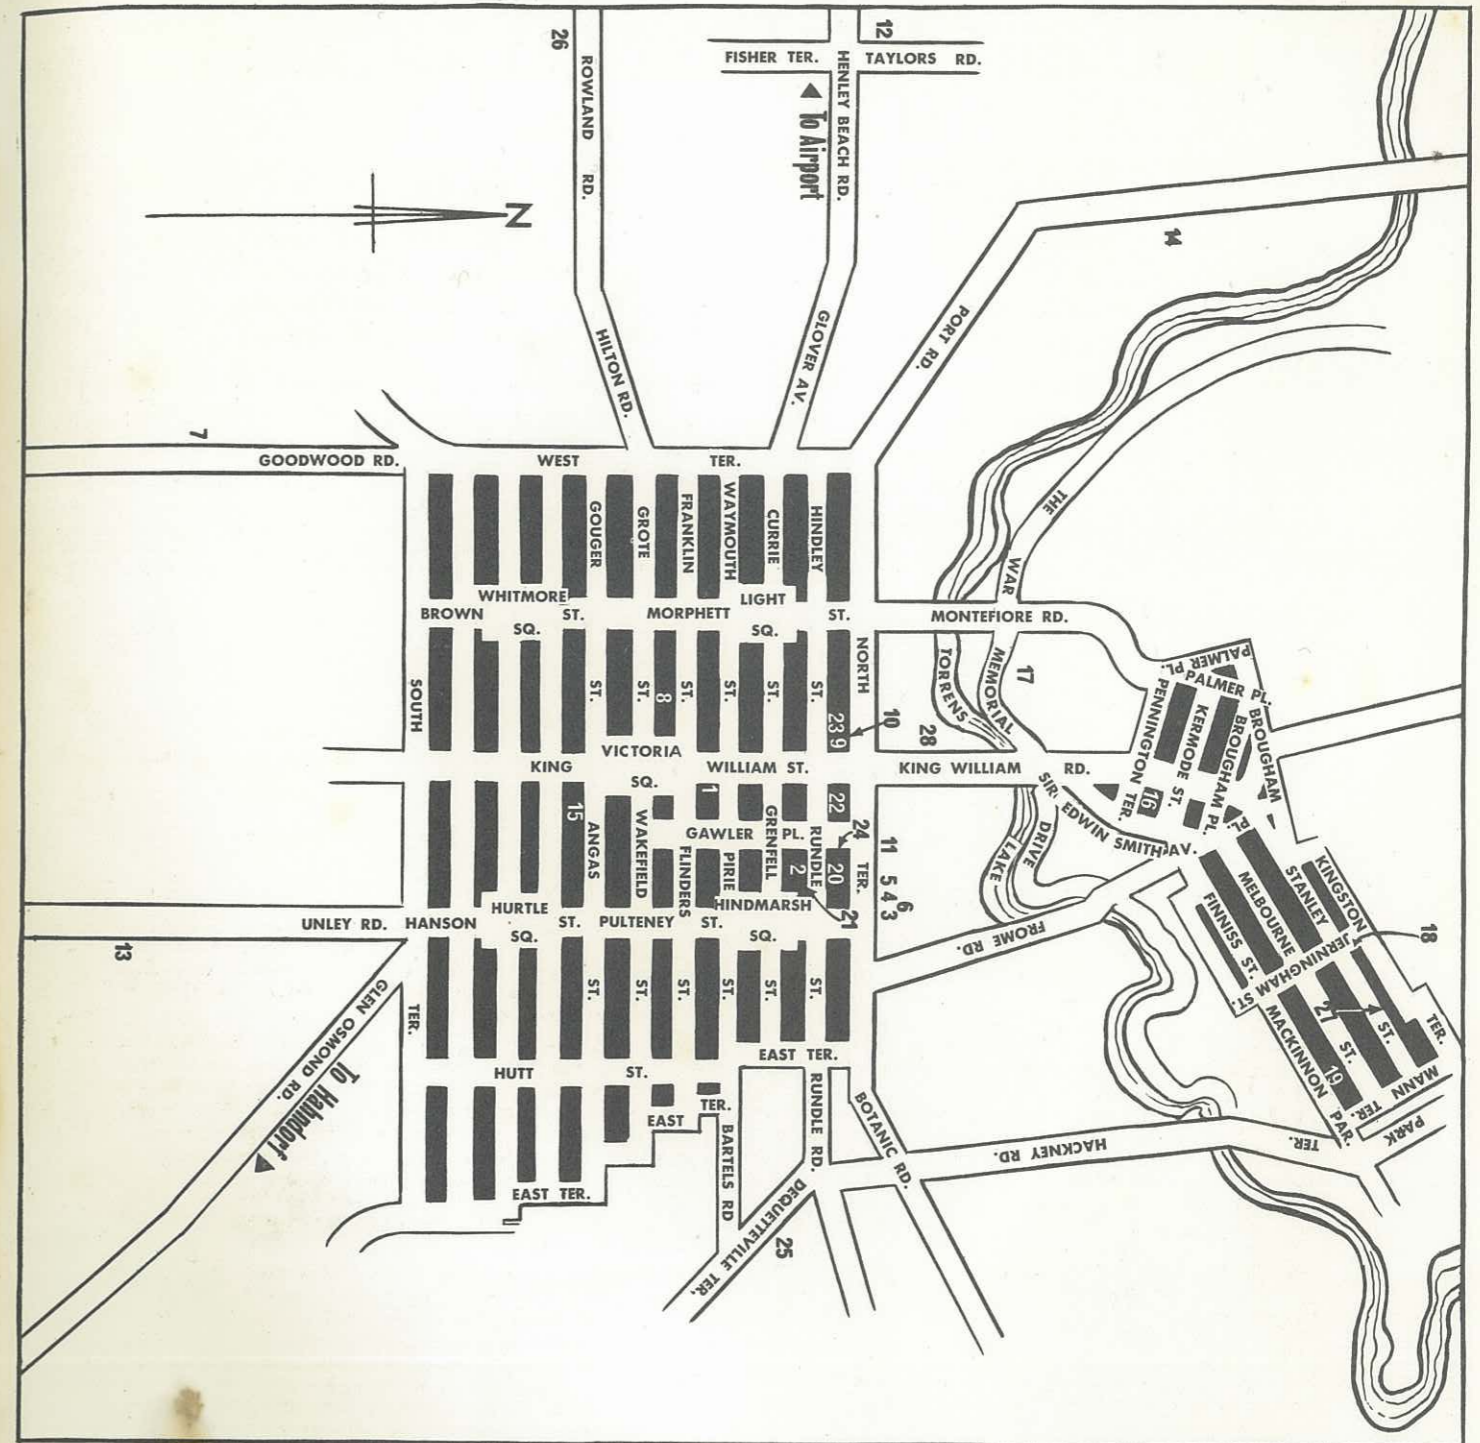 26
12
FISHER TER.
TAYLORS RD.
ROWLAND RD.
HENLEY BEACH RD.
To Airport
N
14
HILTON RD.
GLOVER AV.
PORT RD.
7
GOODWOOD RD.
WEST TER.
THE
WAR
MEMORIAL
GOUGER
GROTE
FRANKLIN
WAYMOUTH
CURRIE
HINDLEY
WHITMORE
SQ.
LIGHT
SQ.
BROWN ST.
MORPHETT ST.
MONTEFIORE RD.
SOUTH
NORTH
TORRENS
17
PALMER PL.
PALMER PL.
PENNINGTON TER.
KERMODE ST.
BROUGHAM PL.
BROUGHAM
PL.
ST.
ST.
ST.
ST.
ST.
ST.
8
23 9
10
28
VICTORIA
SQ.
KING WILLIAM ST.
KING WILLIAM RD.
SIR EDWIN SMITH AV.
16
1
22
15
24
11
5 4 3
6
GAWLER PL.
ANGAS
WAKEFIELD
FLINDERS
PIRIE
GRENFELL
RUNDLE
TER.
2
20
21
DRIVE
LAKE
HURTLE
SQ.
HINDMARSH
SQ.
UNLEY RD.
HANSON ST.
PULTENEY ST.
FROME RD.
13
KINGSTON
TER.
STANLEY
ST.
MELBOURNE
ST.
FINNISS ST.
JERNINGHAM ST.
18
27
19
MACKINNON PAR.
MANN TER.
PARK
TER.
GLEN OSMOND RD.
To Hahndorf
TER.
ST.
ST.
ST.
ST.
ST.
ST.
HUTT ST.
EAST TER.
EAST TER.
EAST TER.
RUNDLE RD.
BOTANIC RD.
BARTELS RD
HACKNEY RD.
DEQUETTEVILLE TER,
25